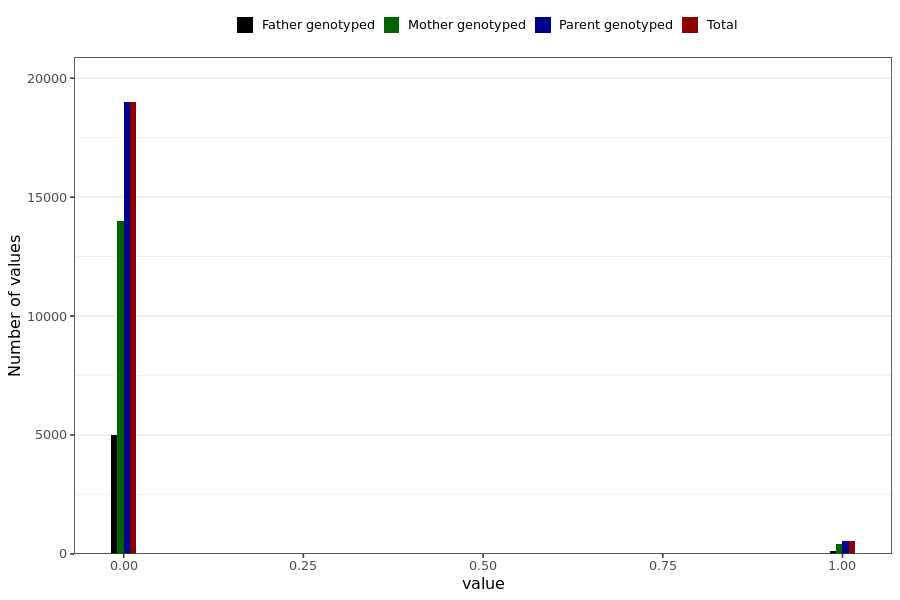 Father genotyped Mother genotyped Parent genotyped Total
Number of values
20000
15000
10000
5000
0
0.00 0.25 0.50 0.75 1.00
value